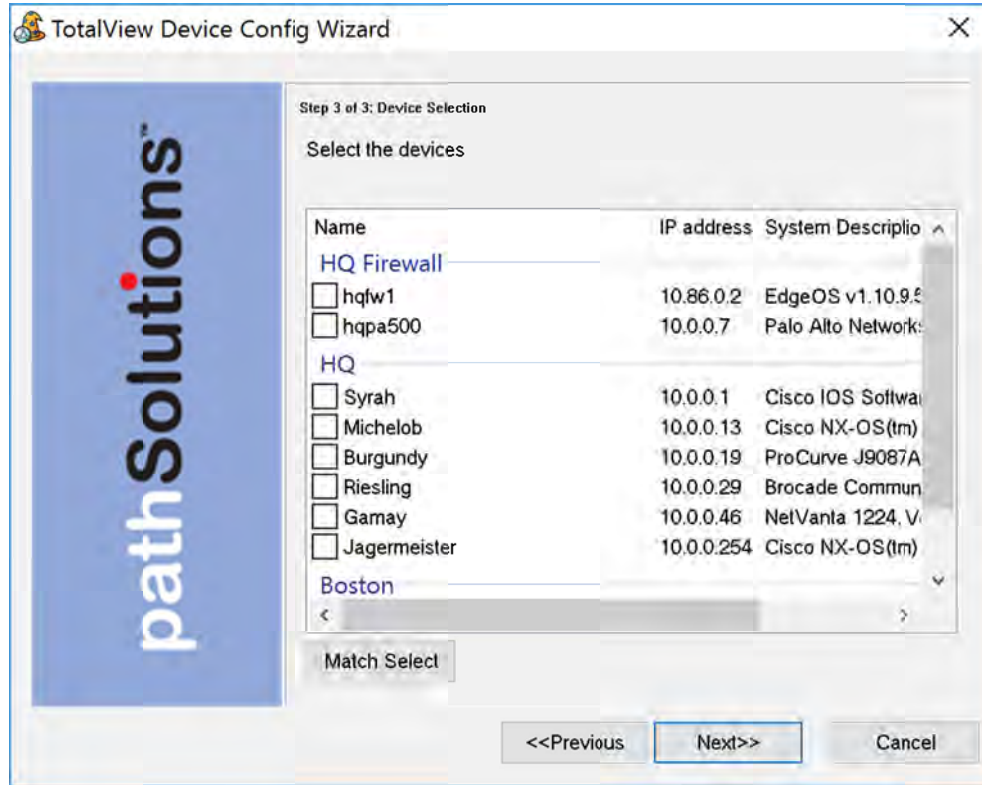 TotalView Device Config Wizard
pathSolutions™
Step 3 of 3: Device Selection
Select the devices
Name IP address System Descriptio
HQ Firewall
hqfw1 10.86.0.2 EdgeOS v1.10.9.5
hqpa500 10.0.0.7 Palo Alto Networks
HQ
Syrah 10.0.0.1 Cisco IOS Softwa
Michelob 10.0.0.13 Cisco NX-OS(tm)
Burgundy 10.0.0.19 ProCurve J9087A
Riesling 10.0.0.29 Brocade Commun
Gamay 10.0.0.46 NetVanta 1224, V
Jagermeister 10.0.0.254 Cisco NX-OS(tm)
Boston
Match Select
<<Previous Next>> Cancel